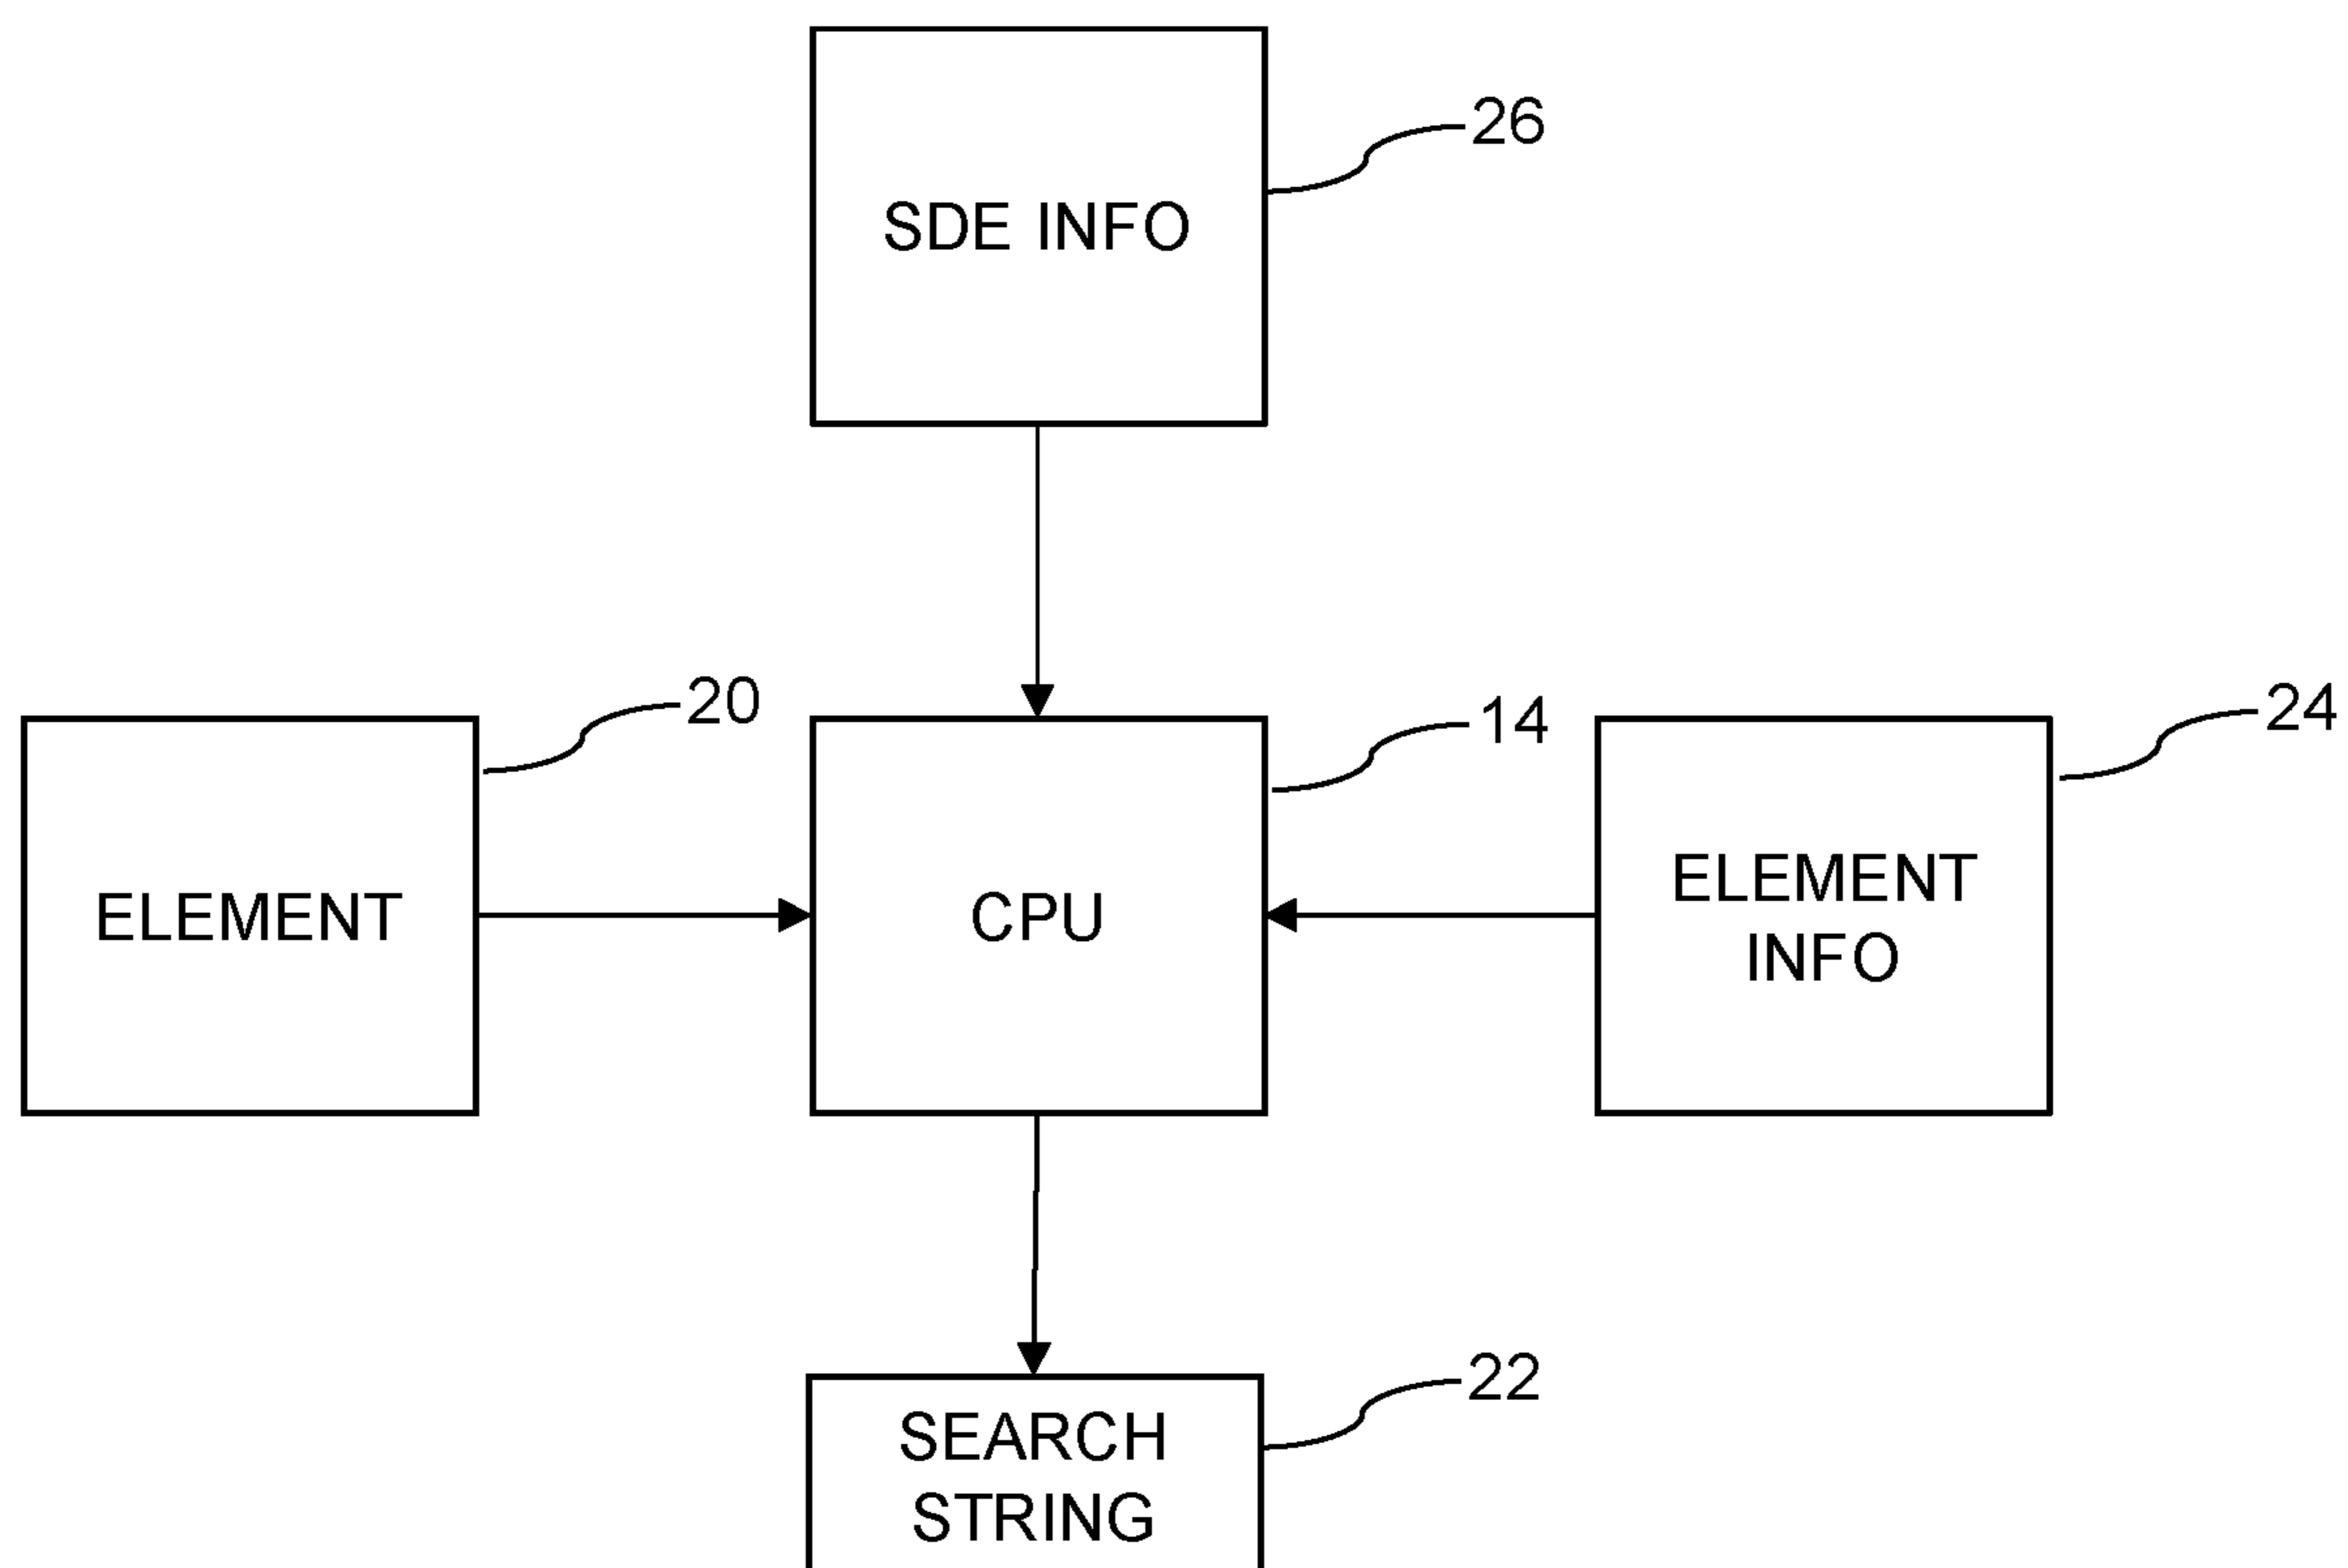 26
SDE INFO
20
14
24
ELEMENT
CPU
ELEMENT
INFO
22
SEARCH
STRING